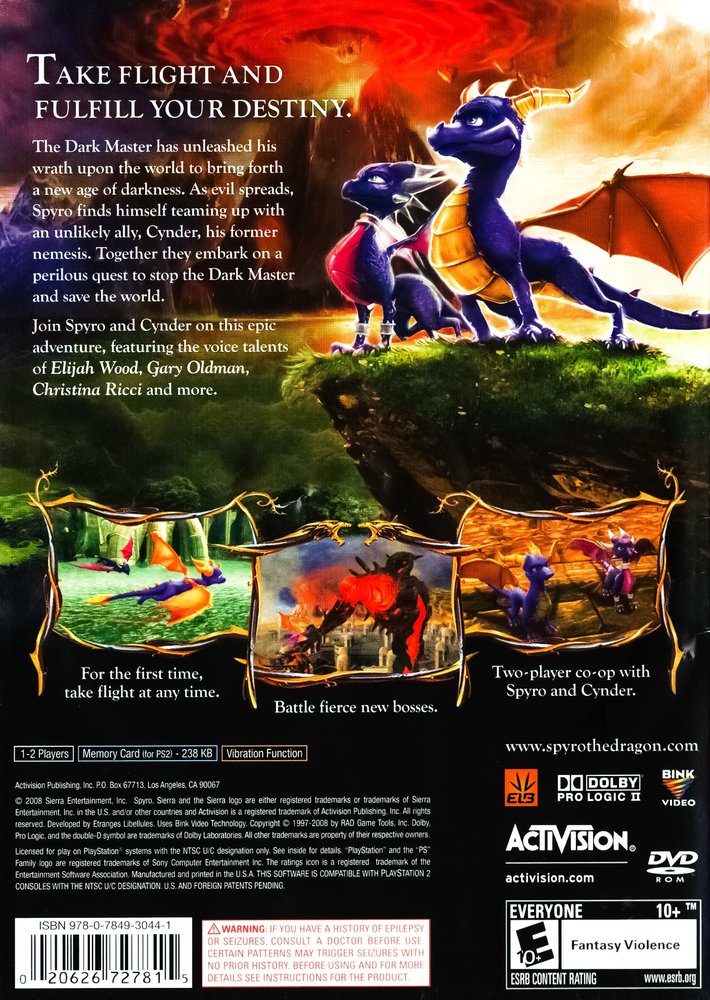 TAKE FLIGHT AND
FULFILL YOUR DESTINY.
The Dark Master has unleashed his
wrath upon the world to bring forth
a new age of darkness. As evil spreads,
Spyro finds himself teaming up with
an unlikely ally, Cynder, his former
nemesis. Together they embark on a
perilous quest to stop the Dark Master
and save the world.
Join Spyro and Cynder on this epic
adventure, featuring the voice talents
of Elijah Wood, Gary Oldman,
Christina Ricci and more.
For the first time,
take flight at any time.
Battle fierce new bosses.
Two-player co-op with
Spyro and Cynder.
1-2 Players
Memory Card (for PS2) - 238 KB
Vibration Function
www.spyrothedragon.com
Activision Publishing, Inc. P.O. Box 67713, Los Angeles, CA 90067
© 2008 Sierra Entertainment, Inc. Spyro, Sierra and the Sierra logo are either registered trademarks or trademarks of Sierra
Entertainment, Inc. in the U.S. and/or other countries and Activision is a registered trademark of Activision Publishing, Inc. All rights
reserved. Developed by Etranges Libellules. Uses Bink Video Technology. Copyright © 1997-2008 by RAD Game Tools, Inc. Dolby,
Pro Logic, and the double-D symbol are trademarks of Dolby Laboratories. All other trademarks are property of their respective owners.
Licensed for play on PlayStation® systems with the NTSC U/C designation only. See inside for details. "PlayStation" and the "PS"
Family logo are registered trademarks of Sony Computer Entertainment Inc. The ratings icon is a registered trademark of the
Entertainment Software Association. Manufactured and printed in the U.S.A. THIS SOFTWARE IS COMPATIBLE WITH PLAYSTATION 2
CONSOLES WITH THE NTSC U/C DESIGNATION. U.S. AND FOREIGN PATENTS PENDING.
DOLBY
PRO LOGIC II
BINK
VIDEO
ACTIVISION®
activision.com
DVD
ROM
ISBN 978-0-7849-3044-1
0 20626 72781 5
WARNING: IF YOU HAVE A HISTORY OF EPILEPSY
OR SEIZURES, CONSULT A DOCTOR BEFORE USE.
CERTAIN PATTERNS MAY TRIGGER SEIZURES WITH
NO PRIOR HISTORY. BEFORE USING AND FOR MORE
DETAILS SEE INSTRUCTIONS FOR THE PRODUCT.
EVERYONE 10+ ™
E
10+
Fantasy Violence
ESRB CONTENT RATING www.esrb.org